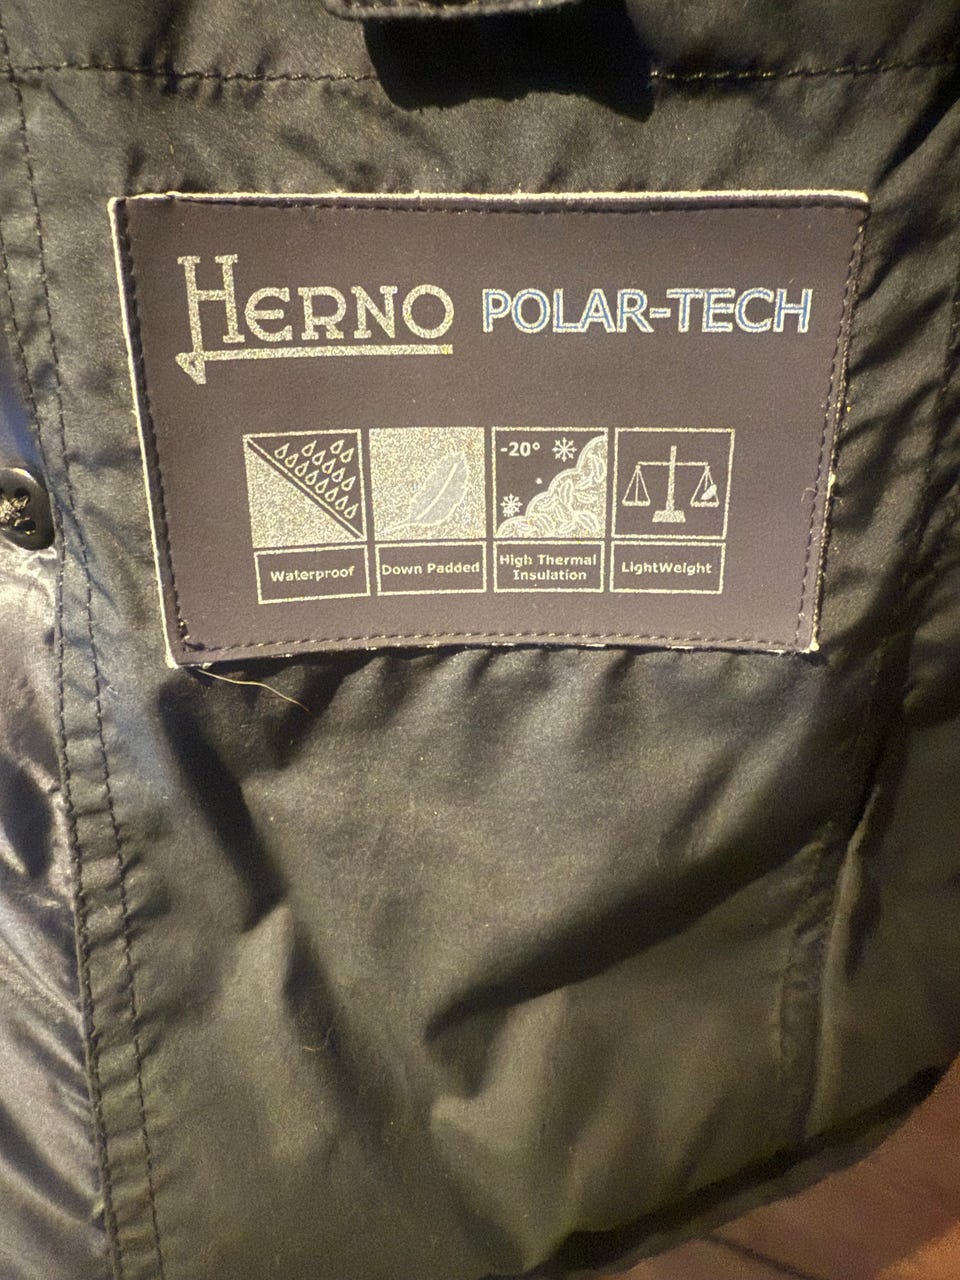 HERNO POLAR-TECH
-20°
Waterproof Down Padded High Thermal Insulation LightWeight